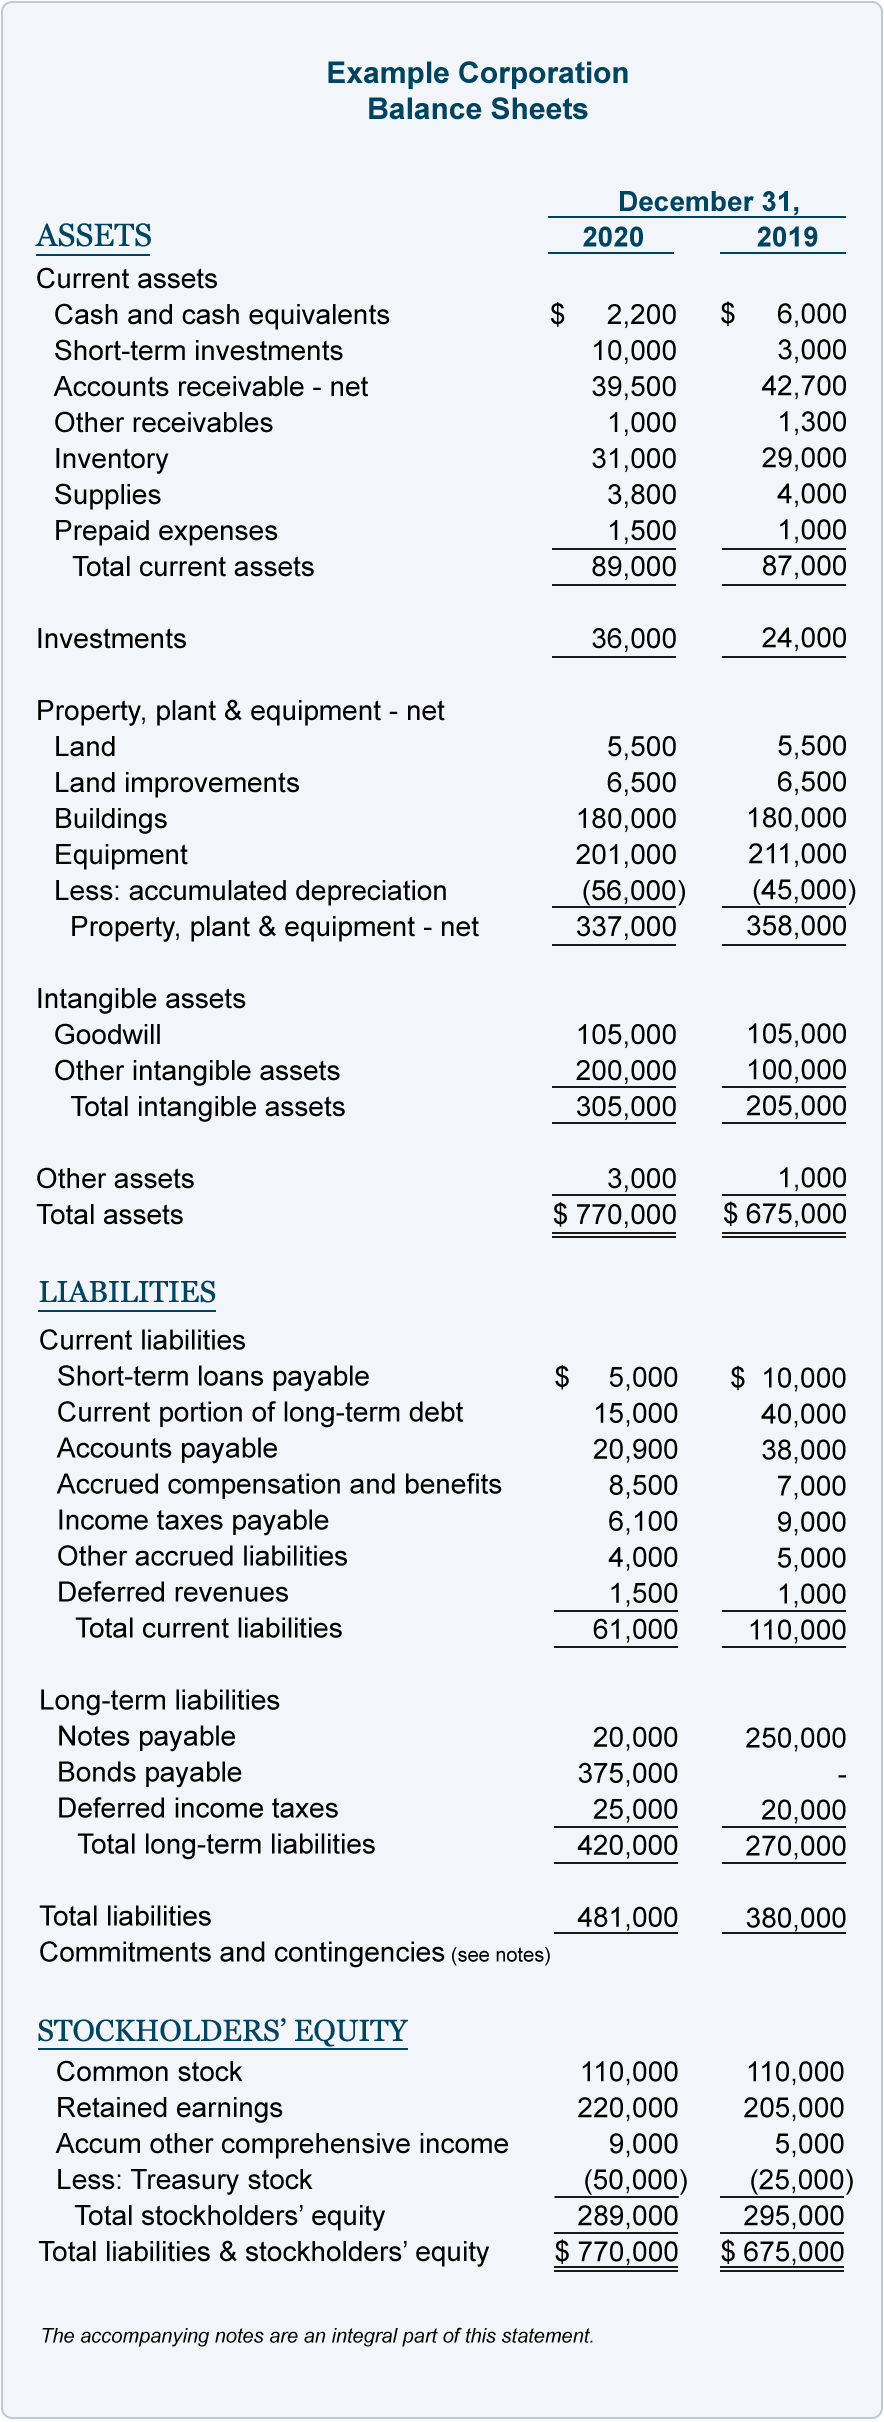 Example Corporation
Balance Sheets
December 31,
ASSETS 2020 2019
Current assets
Cash and cash equivalents $ 2,200 $ 6,000
Short-term investments 10,000 3,000
Accounts receivable - net 39,500 42,700
Other receivables 1,000 1,300
Inventory 31,000 29,000
Supplies 3,800 4,000
Prepaid expenses 1,500 1,000
Total current assets 89,000 87,000
Investments 36,000 24,000
Property, plant & equipment - net
Land 5,500 5,500
Land improvements 6,500 6,500
Buildings 180,000 180,000
Equipment 201,000 211,000
Less: accumulated depreciation (56,000) (45,000)
Property, plant & equipment - net 337,000 358,000
Intangible assets
Goodwill 105,000 105,000
Other intangible assets 200,000 100,000
Total intangible assets 305,000 205,000
Other assets 3,000 1,000
Total assets $ 770,000 $ 675,000
LIABILITIES
Current liabilities
Short-term loans payable $ 5,000 $ 10,000
Current portion of long-term debt 15,000 40,000
Accounts payable 20,900 38,000
Accrued compensation and benefits 8,500 7,000
Income taxes payable 6,100 9,000
Other accrued liabilities 4,000 5,000
Deferred revenues 1,500 1,000
Total current liabilities 61,000 110,000
Long-term liabilities
Notes payable 20,000 250,000
Bonds payable 375,000 -
Deferred income taxes 25,000 20,000
Total long-term liabilities 420,000 270,000
Total liabilities 481,000 380,000
Commitments and contingencies (see notes)
STOCKHOLDERS’ EQUITY
Common stock 110,000 110,000
Retained earnings 220,000 205,000
Accum other comprehensive income 9,000 5,000
Less: Treasury stock (50,000) (25,000)
Total stockholders’ equity 289,000 295,000
Total liabilities & stockholders’ equity $ 770,000 $ 675,000
The accompanying notes are an integral part of this statement.